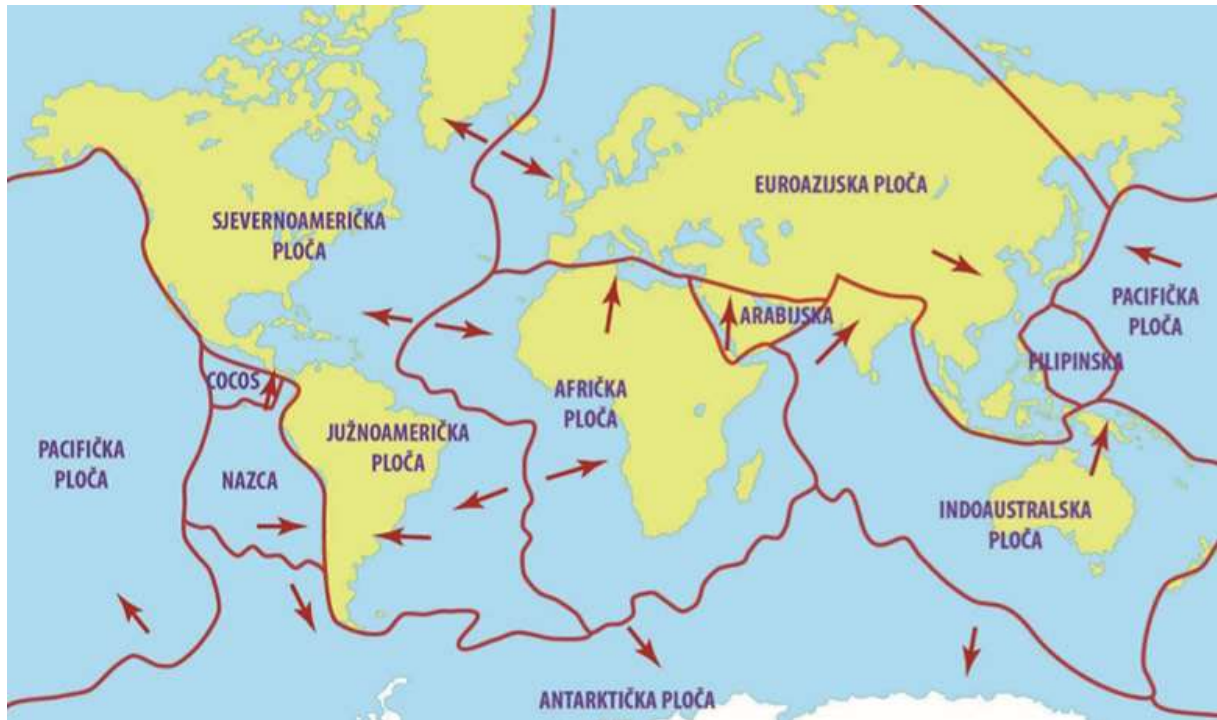 EUROAZIJSKA PLOČA
SJEVERNOAMERIČKA
PLOČA
PACIFIČKA
PLOČA
ARABIJSKA
FILIPINSKA
COCOS
AFRIČKA
PLOČA
JUŽNOAMERIČKA
PLOČA
PACIFIČKA
PLOČA
NAZCA
INDOAUSTRALSKA
PLOČA
ANTARKTIČKA PLOČA